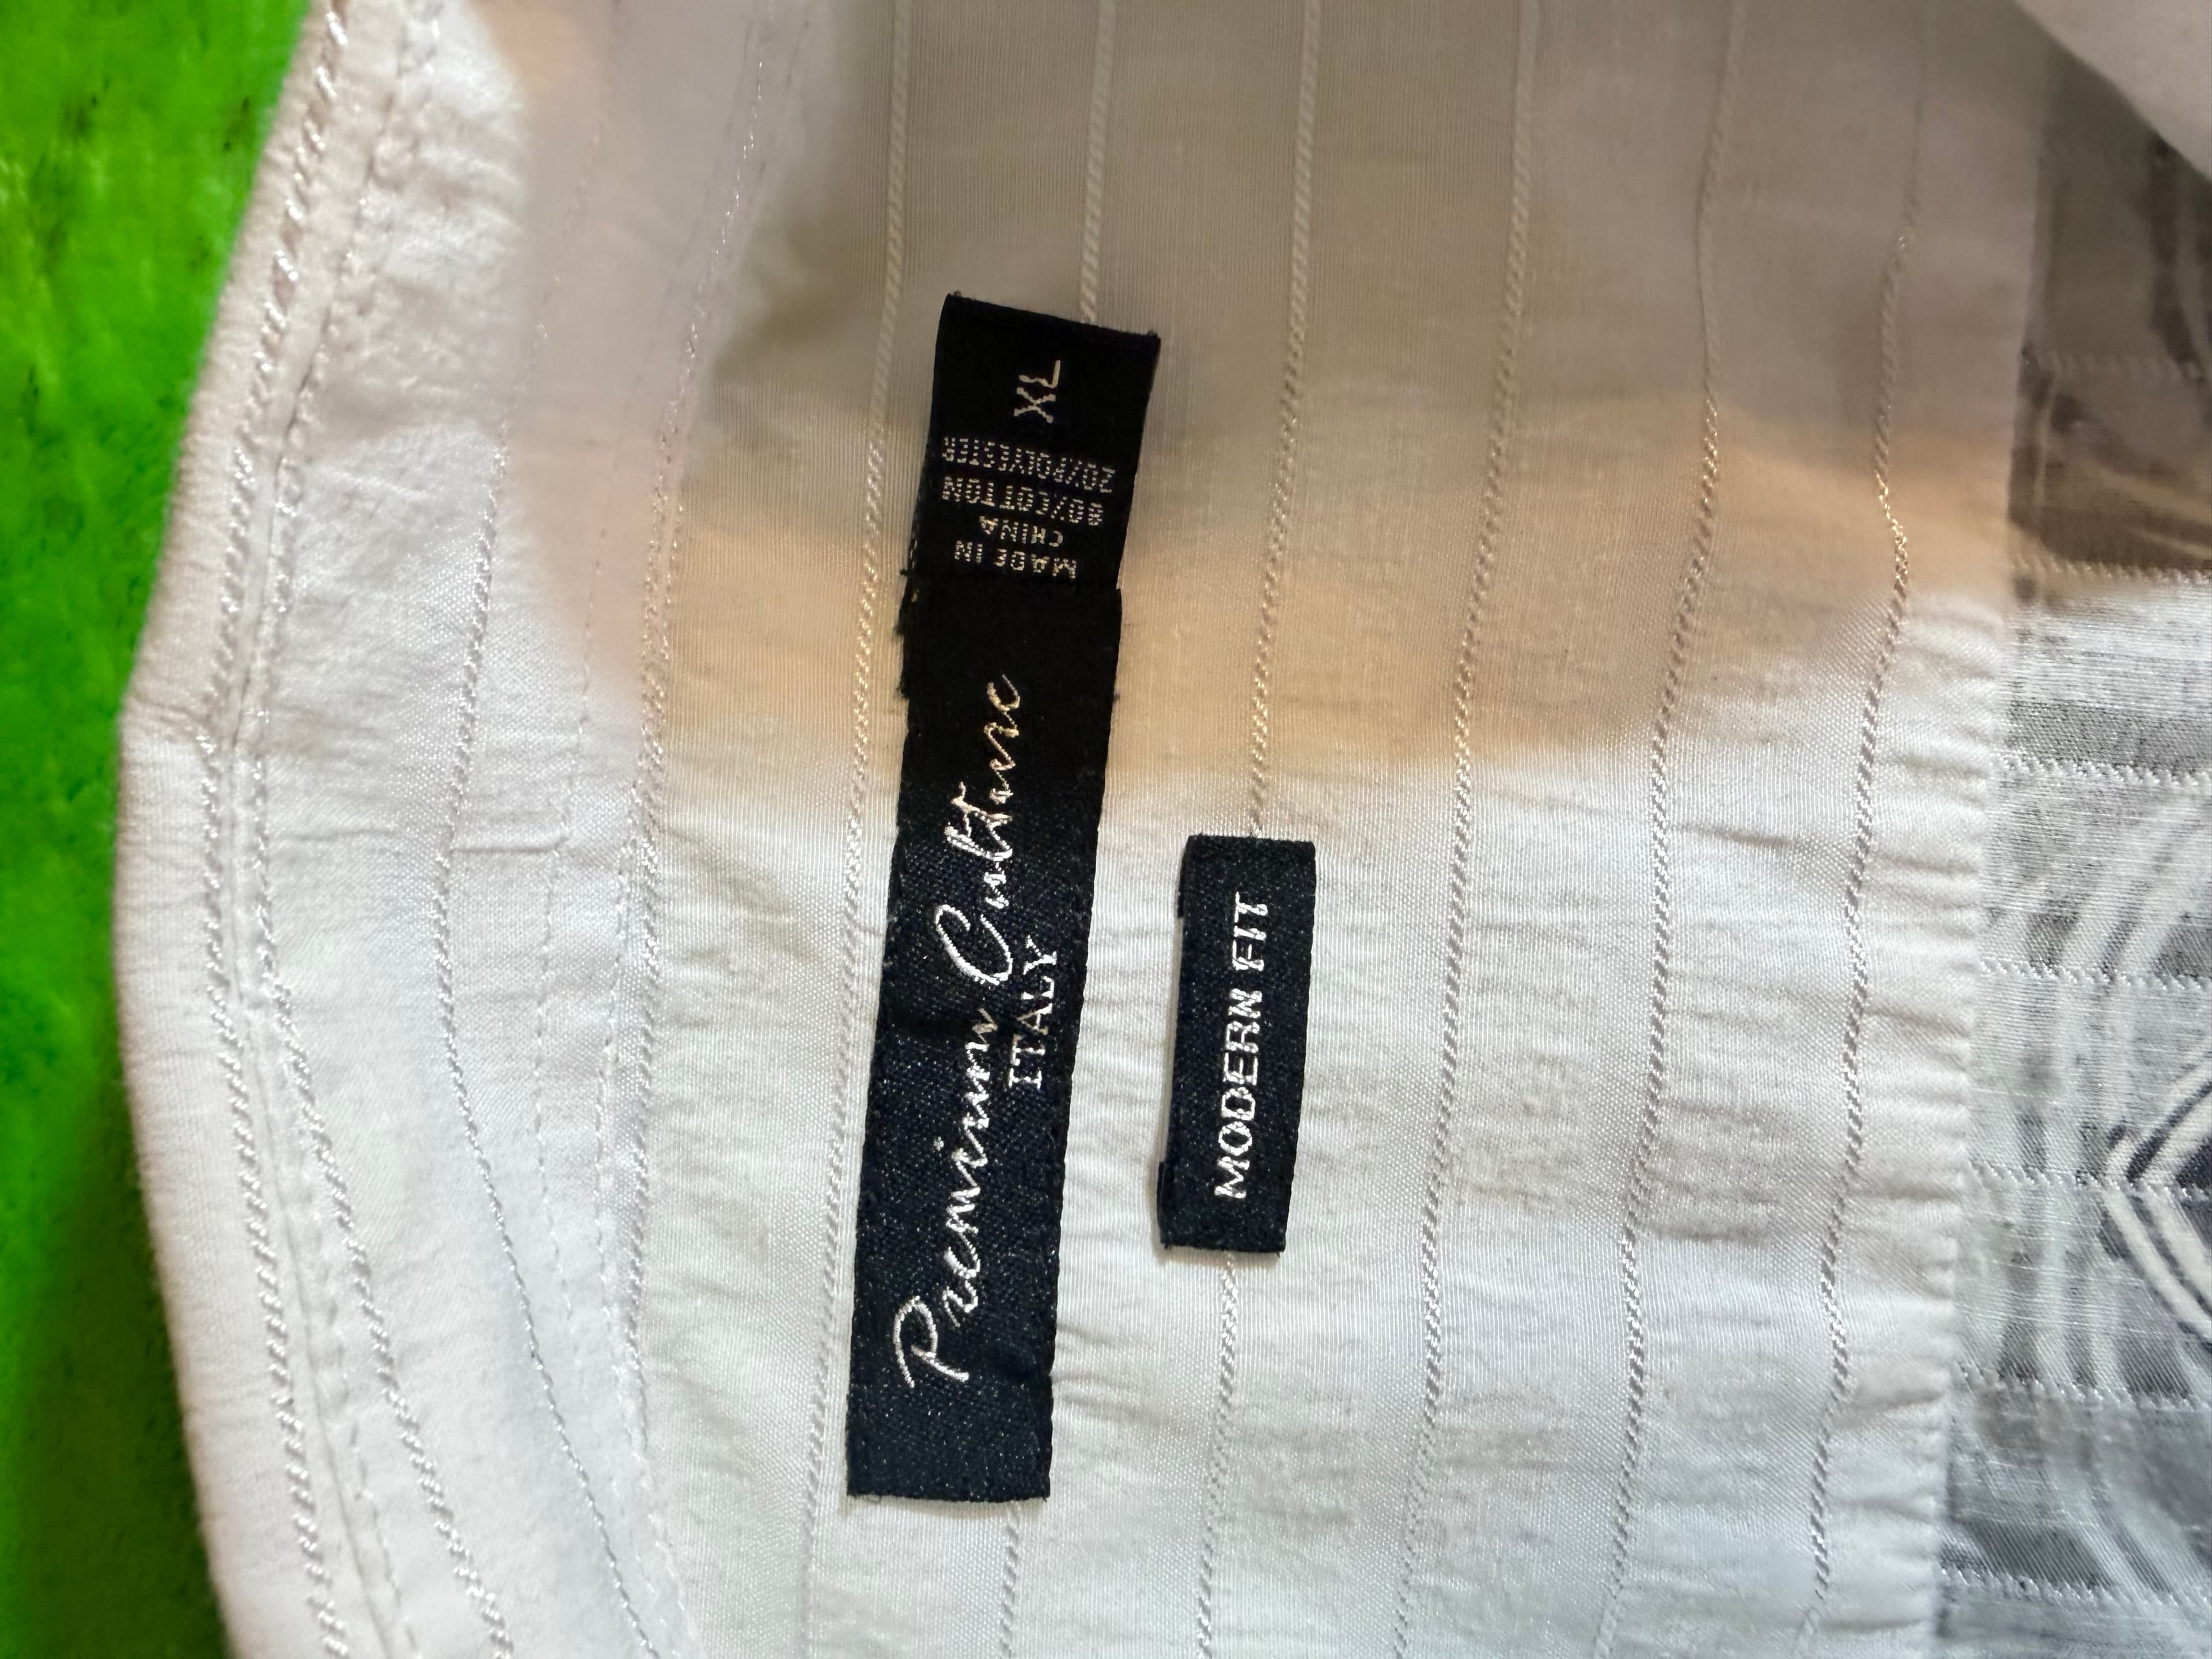 Premium Culture
ITALY
XL
20%POLYESTER
80%COTTON
CHINA
MADE IN
MODERN FIT